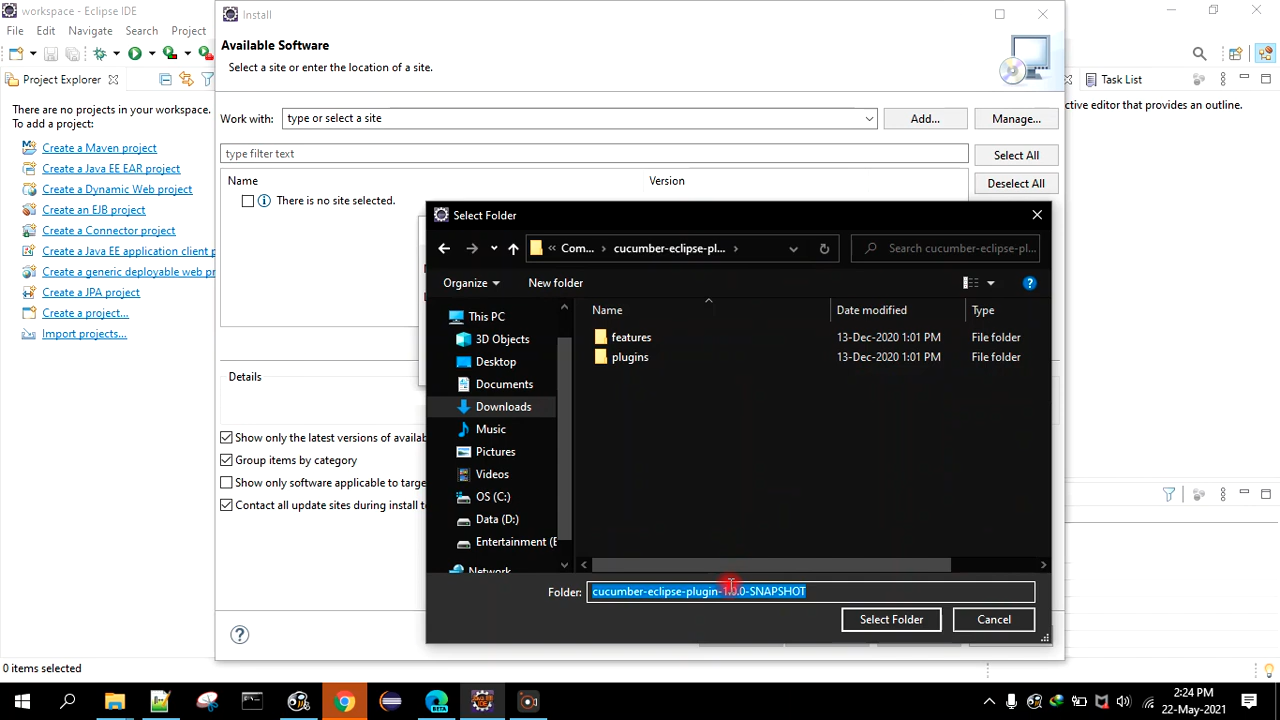 workspace - Eclipse IDE
File Edit Navigate Search Project
Project Explorer
There are no projects in your workspace.
To add a project:
Create a Maven project
Create a Java EE EAR project
Create a Dynamic Web project
Create an EJB project
Create a Connector project
Create a Java EE application client p
Create a generic deployable web pr
Create a JPA project
Create a project...
Import projects...
0 items selected
Install
Available Software
Select a site or enter the location of a site.
Work with: type or select a site Add... Manage...
type filter text Select All
Name Version
There is no site selected. Deselect All
Details
Show only the latest versions of availab
Group items by category
Show only software applicable to targe
Contact all update sites during install t
Select Folder
« Com... › cucumber-eclipse-pl... › Search cucumber-eclipse-pl...
Organize New folder
Name Date modified Type
features 13-Dec-2020 1:01 PM File folder
plugins 13-Dec-2020 1:01 PM File folder
This PC
3D Objects
Desktop
Documents
Downloads
Music
Pictures
Videos
OS (C:)
Data (D:)
Entertainment (E
Network
Folder: cucumber-eclipse-plugin-1.0.0-SNAPSHOT
Select Folder Cancel
Task List
ctive editor that provides an outline.
2:24 PM
22-May-2021